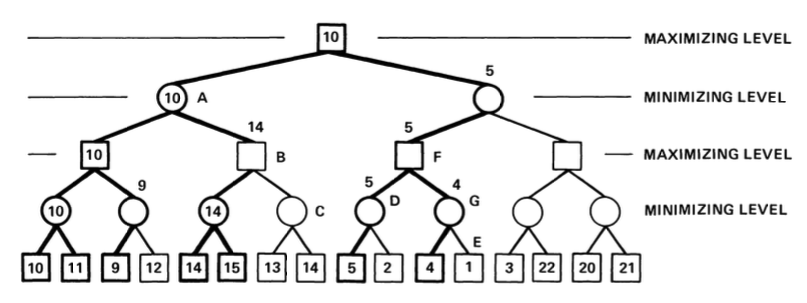 10 MAXIMIZING LEVEL
5
10 A MINIMIZING LEVEL
14
5
10 B F MAXIMIZING LEVEL
9 5 4
10 14 C D G MINIMIZING LEVEL
E
10 11 9 12 14 15 13 14 5 2 4 1 3 22 20 21